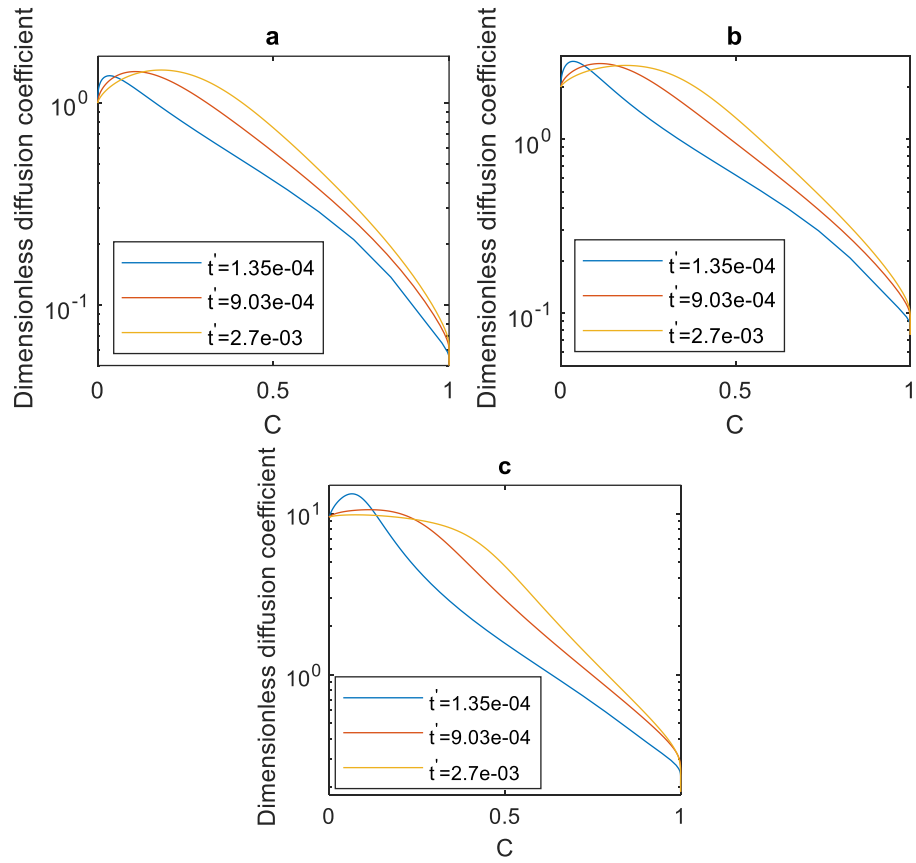 a
Dimensionless diffusion coefficient
10^0
10^-1
t'=1.35e-04
t'=9.03e-04
t'=2.7e-03
0
0.5
1
C
b
Dimensionless diffusion coefficient
10^0
10^-1
t'=1.35e-04
t'=9.03e-04
t'=2.7e-03
0
0.5
1
C
c
Dimensionless diffusion coefficient
10^1
10^0
t'=1.35e-04
t'=9.03e-04
t'=2.7e-03
0
0.5
1
C